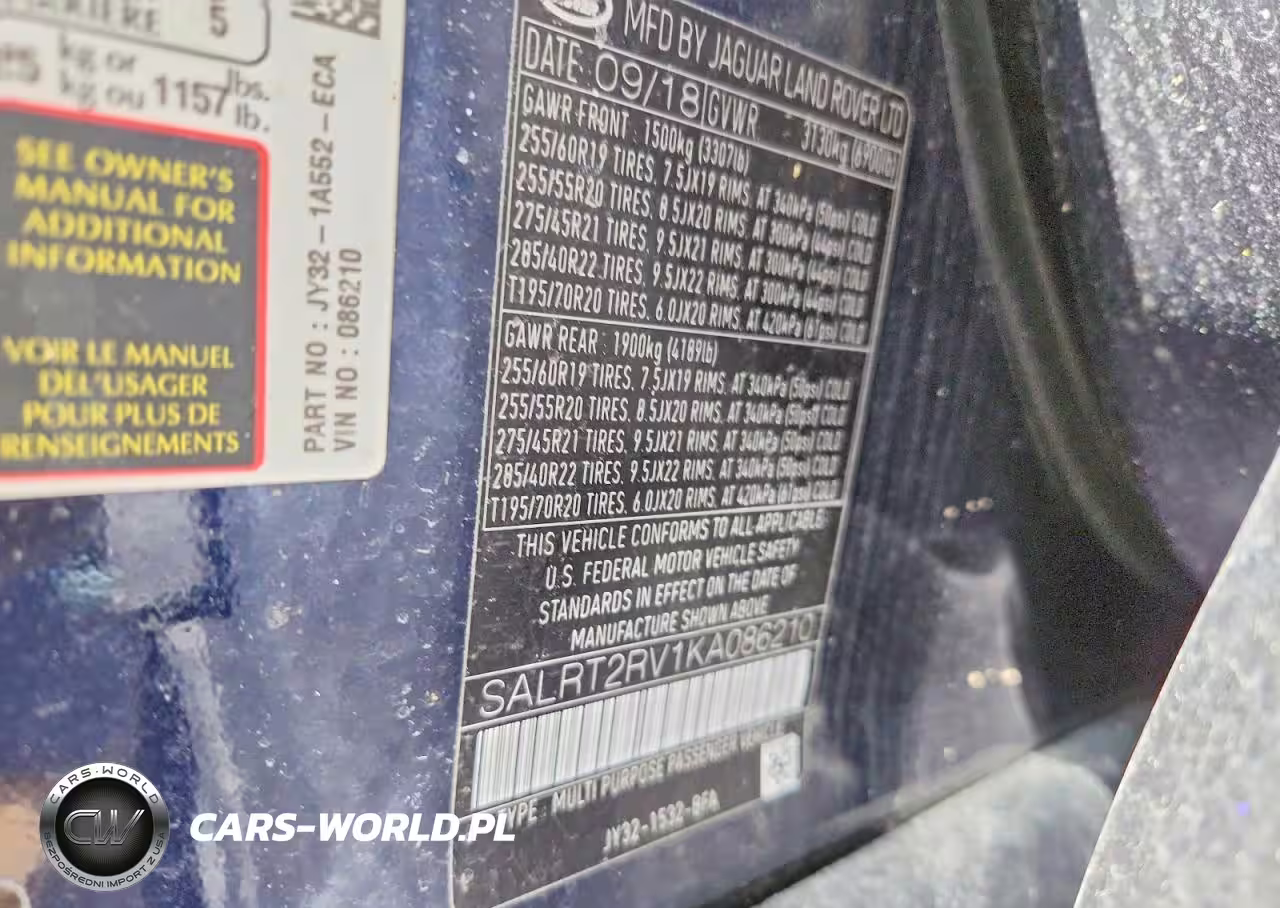 5
kg or
kg ou 1157 lbs.
lb.
SEE OWNER'S
MANUAL FOR
ADDITIONAL
INFORMATION
VOIR LE MANUEL
DEL'USAGER
POUR PLUS DE
RENSEIGNEMENTS
PART NO : JY32-1A552-ECA
VIN NO : 086210
MFD BY JAGUAR LAND ROVER LTD
DATE: 09/18 GVWR 3130kg (6900lb)
GAWR FRONT : 1500kg (3307lb)
255/60R19 TIRES, 7.5JX19 RIMS, AT 340kPa (50psi) COLD
255/55R20 TIRES, 8.5JX20 RIMS, AT 300kPa (44psi) COLD
275/45R21 TIRES, 9.5JX21 RIMS, AT 300kPa (44psi) COLD
285/40R22 TIRES, 9.5JX22 RIMS, AT 300kPa (44psi) COLD
T195/70R20 TIRES, 6.0JX20 RIMS, AT 420kPa (61psi) COLD
GAWR REAR : 1900kg (4189lb)
255/60R19 TIRES, 7.5JX19 RIMS, AT 340kPa (50psi) COLD
255/55R20 TIRES, 8.5JX20 RIMS, AT 340kPa (50psi) COLD
275/45R21 TIRES, 9.5JX21 RIMS, AT 340kPa (50psi) COLD
285/40R22 TIRES, 9.5JX22 RIMS, AT 340kPa (50psi) COLD
T195/70R20 TIRES, 6.0JX20 RIMS, AT 420kPa (61psi) COLD
THIS VEHICLE CONFORMS TO ALL APPLICABLE
U.S. FEDERAL MOTOR VEHICLE SAFETY
STANDARDS IN EFFECT ON THE DATE OF
MANUFACTURE SHOWN ABOVE
SALRT2RV1KA086210
TYPE : MULTI PURPOSE PASSENGER VEHICLE
JY32-1532-BFA
CARS-WORLD
CW
BEZPOŚREDNI IMPORT Z USA
CARS-WORLD.PL